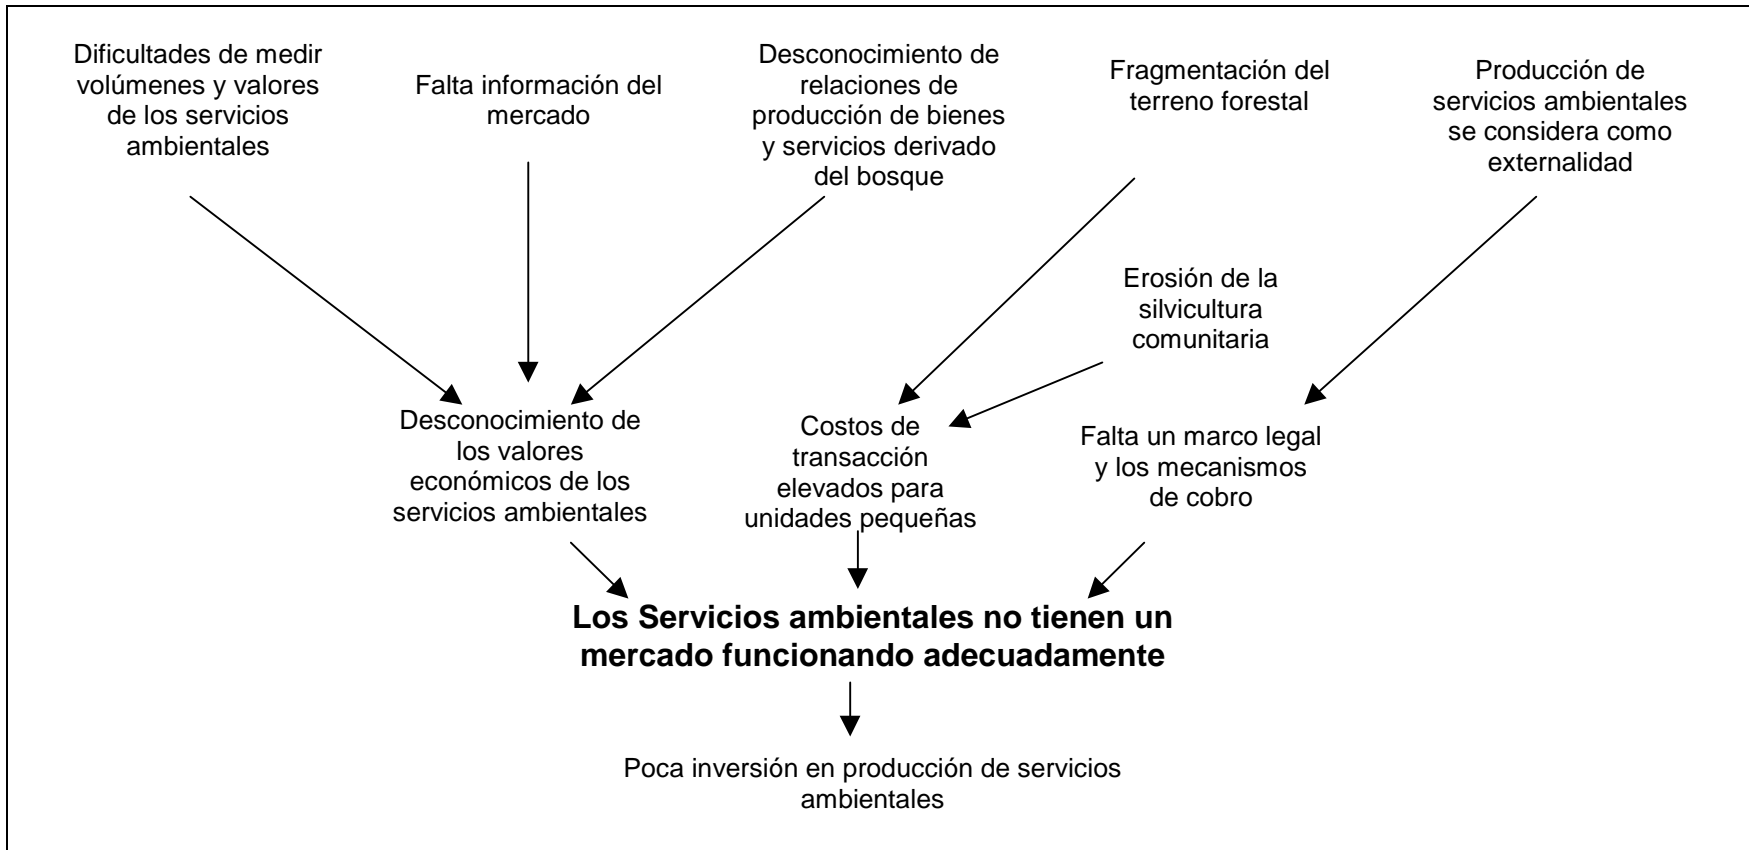 Dificultades de medir
volúmenes y valores
de los servicios
ambientales
Falta información del
mercado
Desconocimiento de
relaciones de
producción de bienes
y servicios derivado
del bosque
Fragmentación del
terreno forestal
Producción de
servicios ambientales
se considera como
externalidad
Erosión de la
silvicultura
comunitaria
Desconocimiento de
los valores
económicos de los
servicios ambientales
Costos de
transacción
elevados para
unidades pequeñas
Falta un marco legal
y los mecanismos
de cobro
Los Servicios ambientales no tienen un
mercado funcionando adecuadamente
Poca inversión en producción de servicios
ambientales